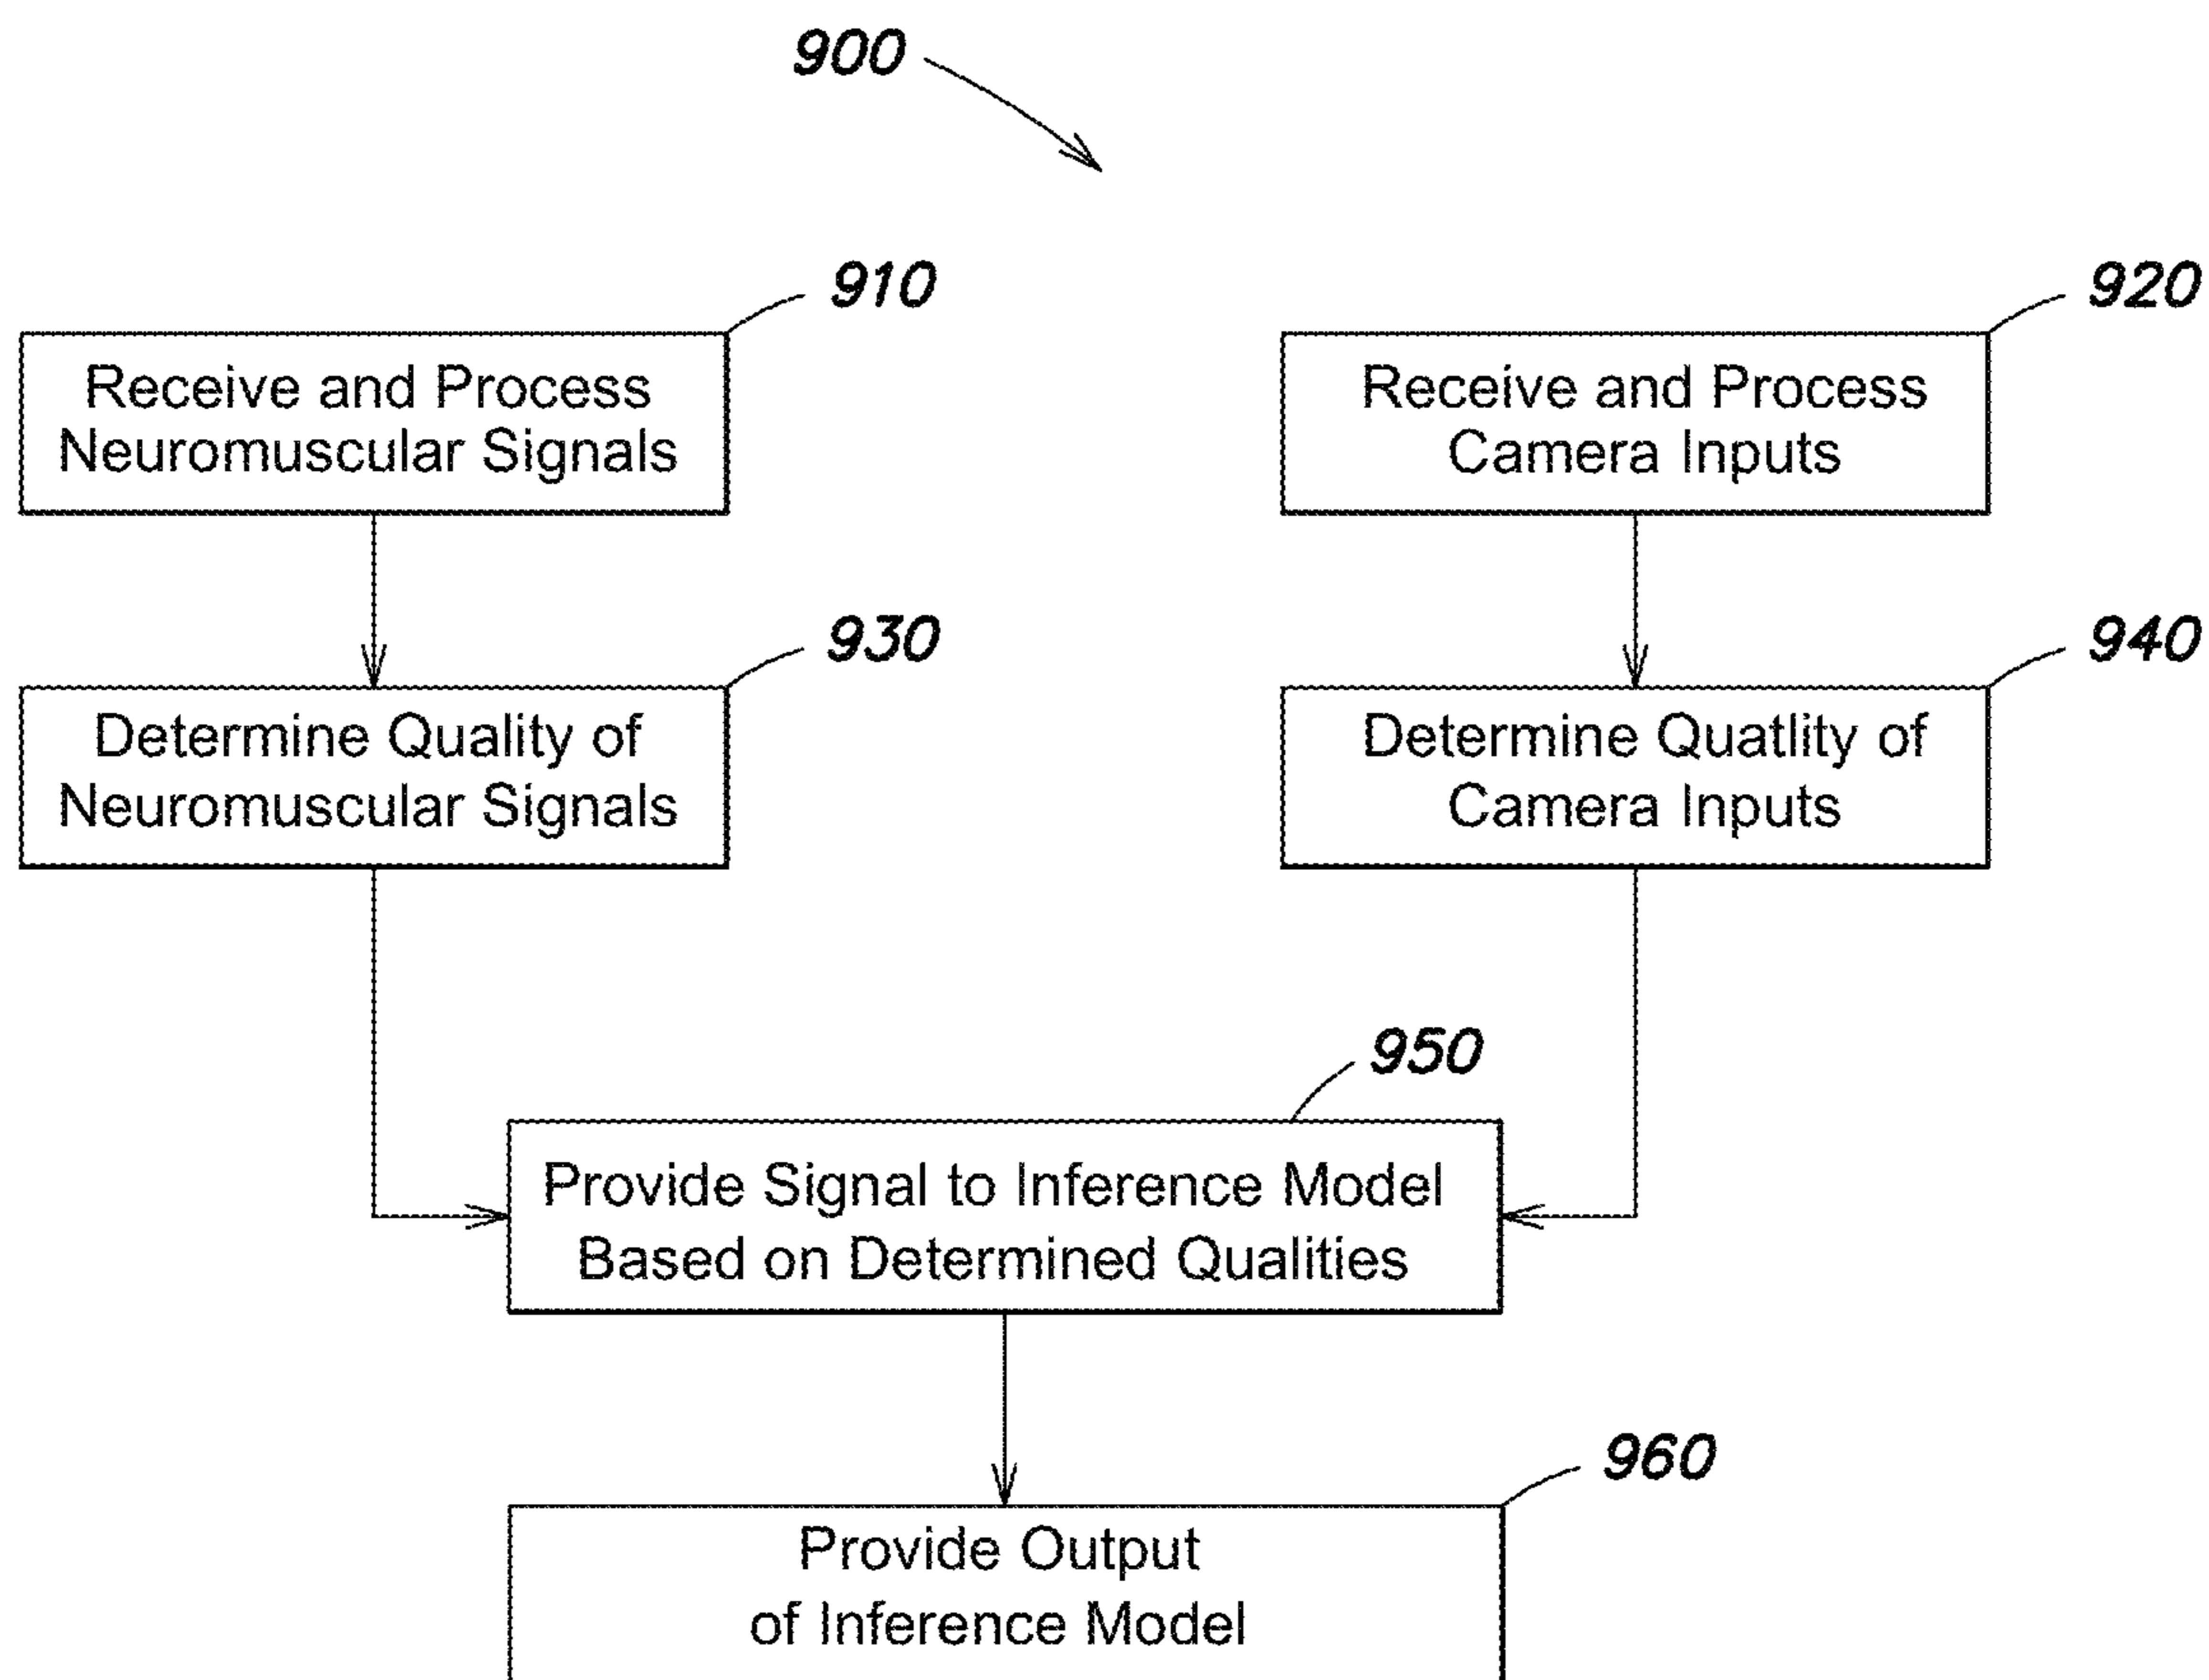 900
910
920
Receive and Process
Neuromuscular Signals
Receive and Process
Camera Inputs
930
940
Determine Quality of
Neuromuscular Signals
Determine Quatlity of
Camera Inputs
950
Provide Signal to Inference Model
Based on Determined Qualities
960
Provide Output
of Inference Model